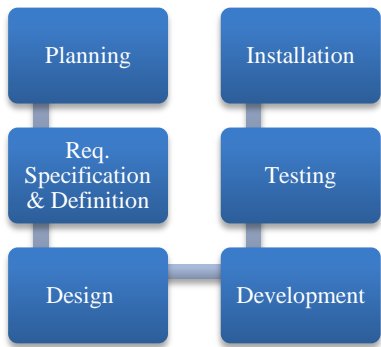 Planning
Req.
Specification
& Definition
Design
Development
Testing
Installation